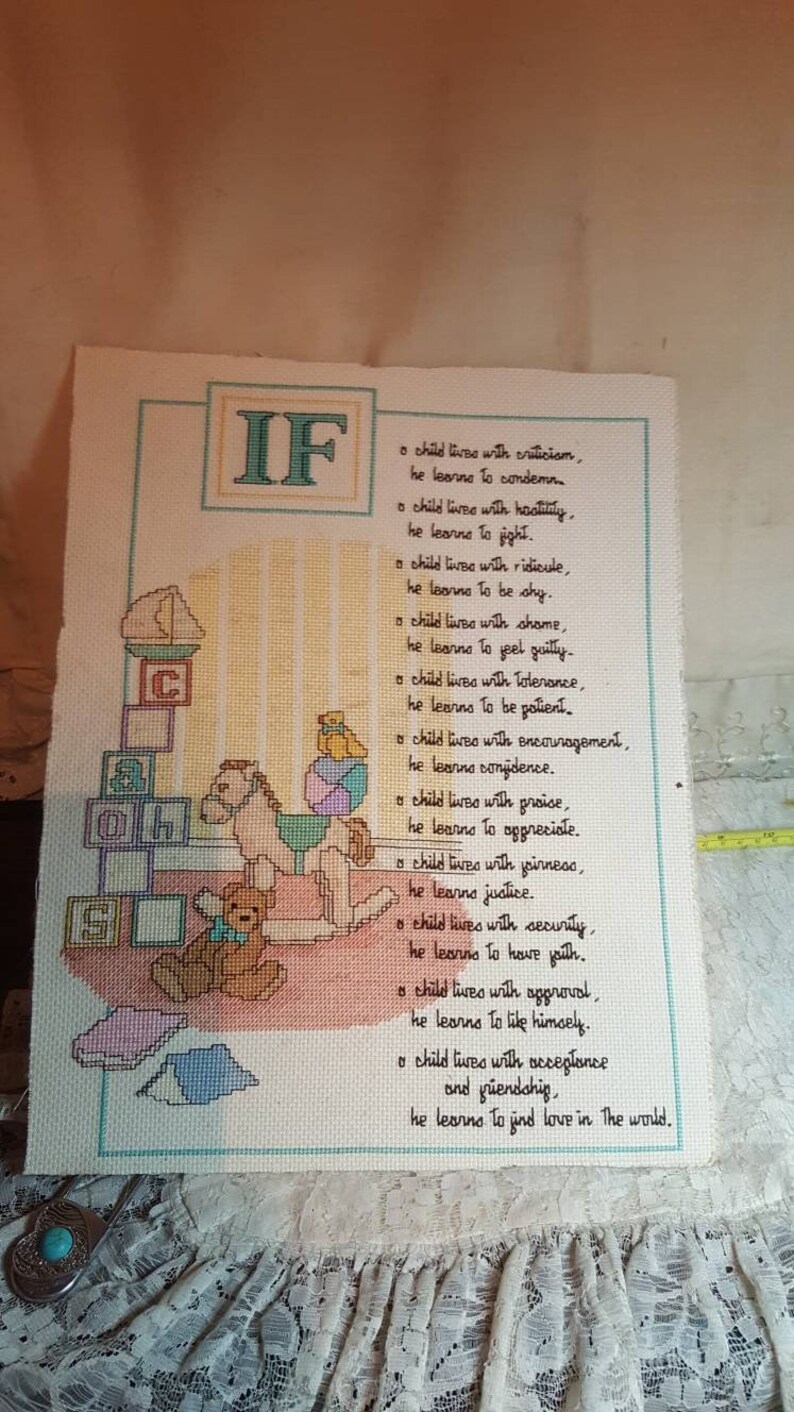 IF
a child lives with criticism,
he learns to condemn.
a child lives with hostility,
he learns to fight.
a child lives with ridicule,
he learns to be shy.
a child lives with shame,
he learns to feel guilty.
a child lives with tolerance,
he learns to be patient.
a child lives with encouragement,
he learns confidence.
a child lives with praise,
he learns to appreciate.
a child lives with fairness,
he learns justice.
a child lives with security,
he learns to have faith.
a child lives with approval,
he learns to like himself.
a child lives with acceptance
and friendship,
he learns to find love in the world.
C
a
o h
S